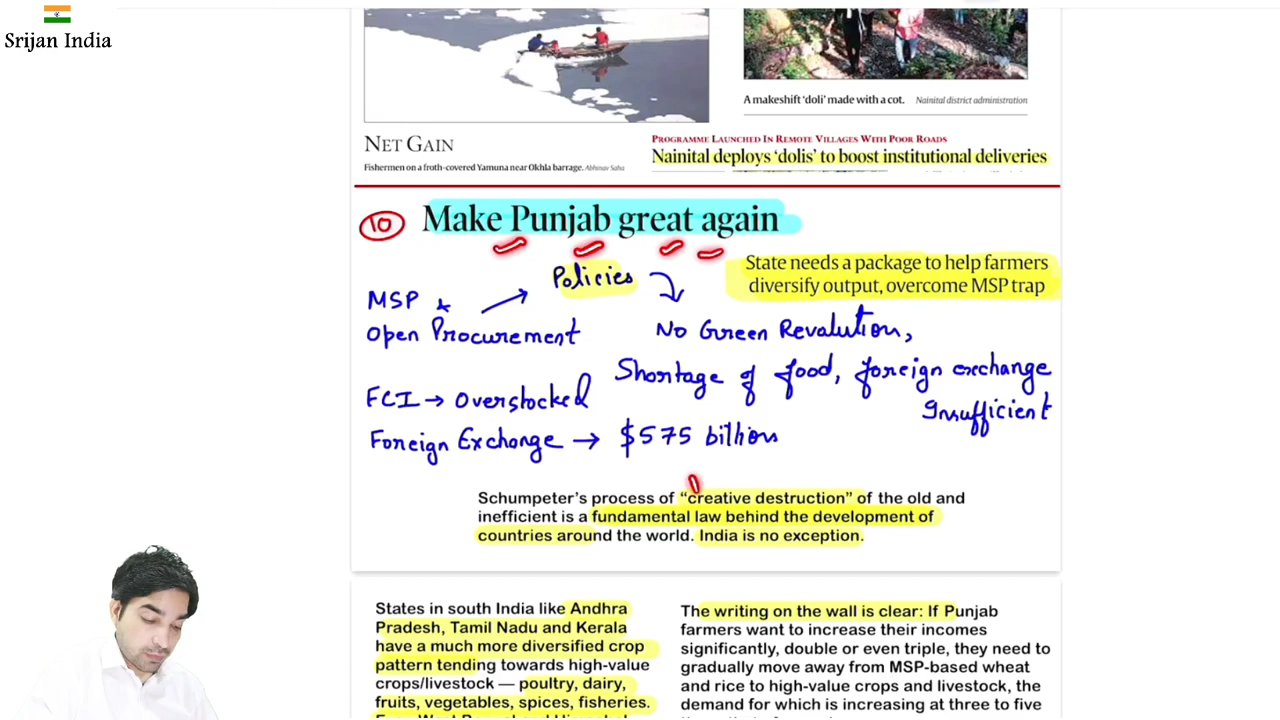 Srijan India
A makeshift 'doli' made with a cot. Nainital district administration
NET GAIN
Fishermen on a froth-covered Yamuna near Okhla barrage. Abhinav Saha
PROGRAMME LAUNCHED IN REMOTE VILLAGES WITH POOR ROADS
Nainital deploys 'dolis' to boost institutional deliveries
10 Make Punjab great again
State needs a package to help farmers
diversify output, overcome MSP trap
Policies
MSP &
Open Procurement
No Green Revalution,
Shortage of food, foreign exchange
Insufficient
FCI → Overstocked
Foreign Exchange → $575 billion
Schumpeter's process of "creative destruction" of the old and
inefficient is a fundamental law behind the development of
countries around the world. India is no exception.
States in south India like Andhra
Pradesh, Tamil Nadu and Kerala
have a much more diversified crop
pattern tending towards high-value
crops/livestock — poultry, dairy,
fruits, vegetables, spices, fisheries.
The writing on the wall is clear: If Punjab
farmers want to increase their incomes
significantly, double or even triple, they need to
gradually move away from MSP-based wheat
and rice to high-value crops and livestock, the
demand for which is increasing at three to five